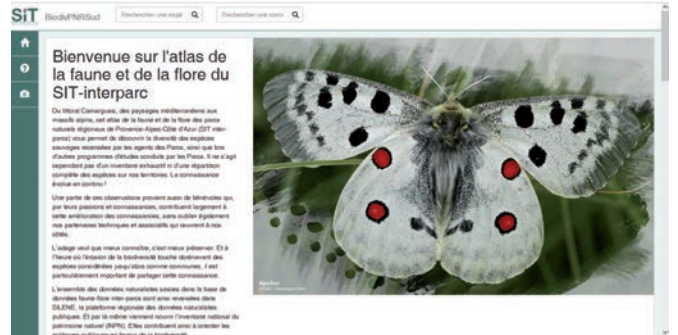 SiT
BiodivPNRSud
Rechercher une espè
Rechercher une comm
Bienvenue sur l'atlas de
la faune et de la flore du
SIT-interparc
Du littoral Camarguais, des paysages méditerranéens aux
massifs alpins, cet atlas de la faune et de la flore des parcs
naturels régionaux de Provence-Alpes-Côte d'Azur (SIT inter-
parcs) vous permet de découvrir la diversité des espèces
sauvages recensées par les agents des Parcs, ainsi que lors
d'autres programmes d'études conduits par les Parcs. Il ne s'agit
cependant pas d'un inventaire exhaustif ni d'une répartition
complète des espèces sur nos territoires. La connaissance
évolue en continu !
Une partie de ces observations provient aussi de bénévoles qui,
par leurs passions et connaissances, contribuent largement à
cette amélioration des connaissances, sans oublier également
nos partenaires techniques et associatifs qui œuvrent à nos
côtés.
L'adage veut que mieux connaître, c'est mieux préserver. Et à
l'heure où l'érosion de la biodiversité touche dorénavant des
espèces considérées jusqu'alors comme communes, il est
particulièrement important de partager cette connaissance.
L'ensemble des données naturalistes saisies dans la base de
données faune-flore inter-parcs sont ainsi reversées dans
SILENE, la plateforme régionale des données naturalistes
publiques. Et par là même viennent nourrir l'inventaire national du
patrimoine naturel (INPN). Elles contribuent ainsi à orienter les
politiques publiques en faveur de la biodiversité.
Apollon